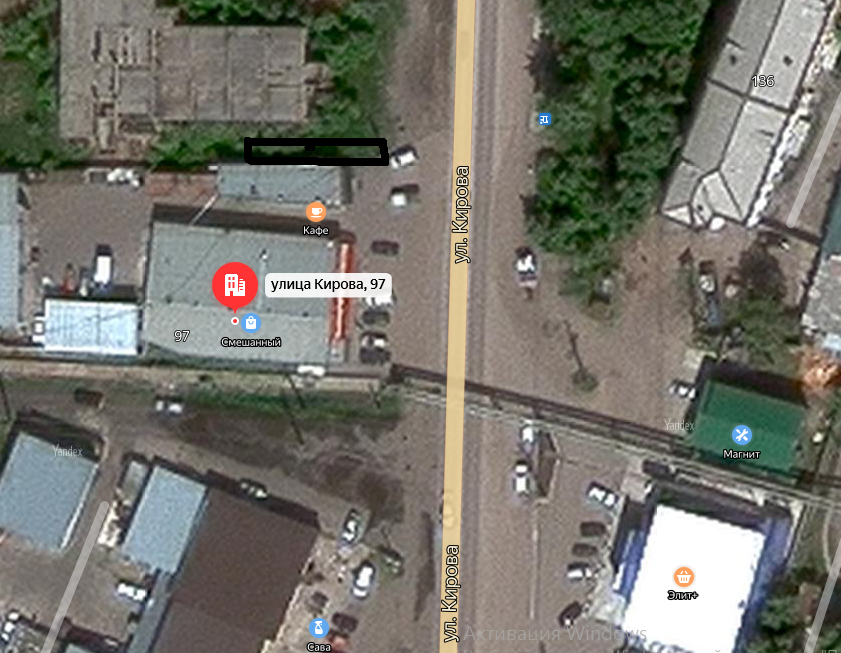 136
ул. Кирова
Кафе
улица Кирова, 97
97
Смешанный
Yandex
Yandex
Магнит
ул. Кирова
Элит+
Сава
Активация Windows